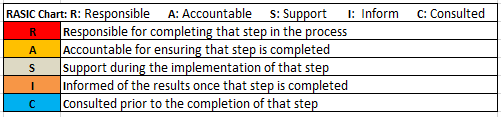 RASIC Chart: R: Responsible A: Accountable S: Support I: Inform C: Consulted
R Responsible for completing that step in the process
A Accountable for ensuring that step is completed
S Support during the implementation of that step
I Informed of the results once that step is completed
C Consulted prior to the completion of that step